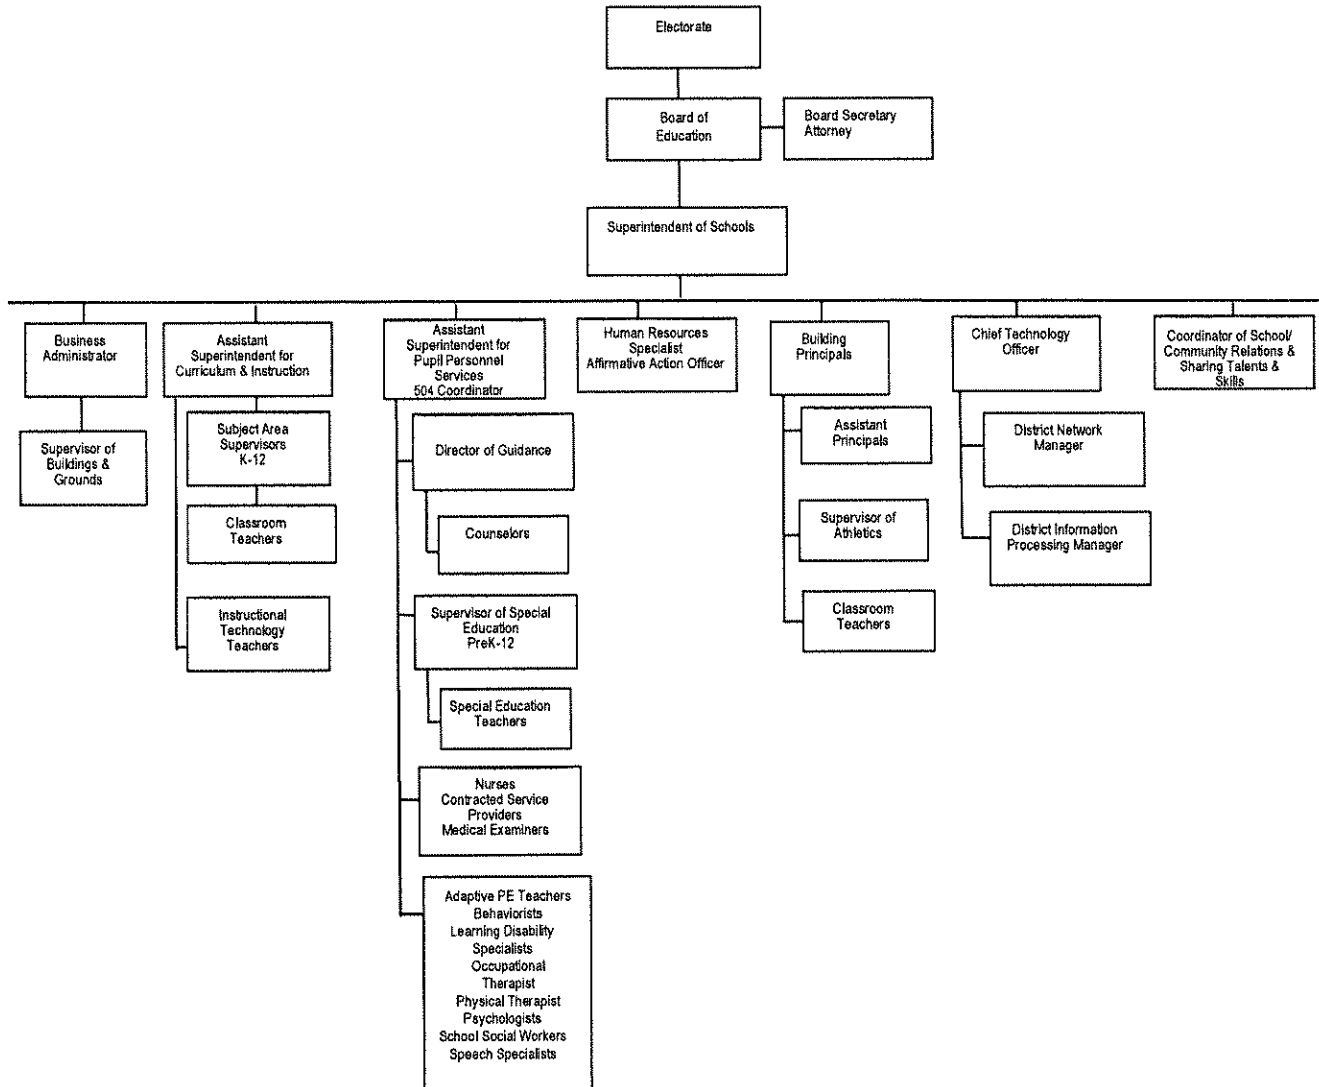 Electorate
Board of
Education
Board Secretary
Attorney
Superintendent of Schools
Business
Administrator
Supervisor of
Buildings &
Grounds
Assistant
Superintendent for
Curriculum & Instruction
Subject Area
Supervisors
K-12
Classroom
Teachers
Instructional
Technology
Teachers
Assistant
Superintendent for
Pupil Personnel
Services
504 Coordinator
Director of Guidance
Counselors
Supervisor of Special
Education
PreK-12
Special Education
Teachers
Nurses
Contracted Service
Providers
Medical Examiners
Adaptive PE Teachers
Behaviorists
Learning Disability
Specialists
Occupational
Therapist
Physical Therapist
Psychologists
School Social Workers
Speech Specialists
Human Resources
Specialist
Affirmative Action Officer
Building
Principals
Assistant
Principals
Supervisor of
Athletics
Classroom
Teachers
Chief Technology
Officer
District Network
Manager
District Information
Processing Manager
Coordinator of School/
Community Relations &
Sharing Talents &
Skills